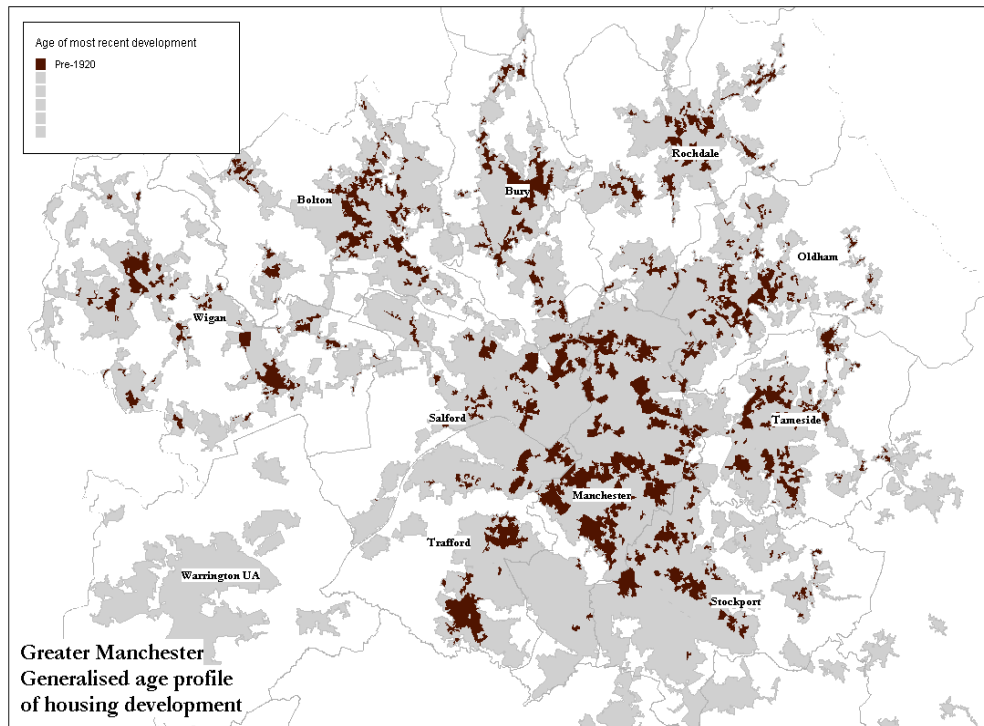 Age of most recent development
Pre-1920
Rochdale
Bury
Bolton
Oldham
Wigan
Salford
Tameside
Manchester
Trafford
Warrington UA
Stockport
Greater Manchester
Generalised age profile
of housing development